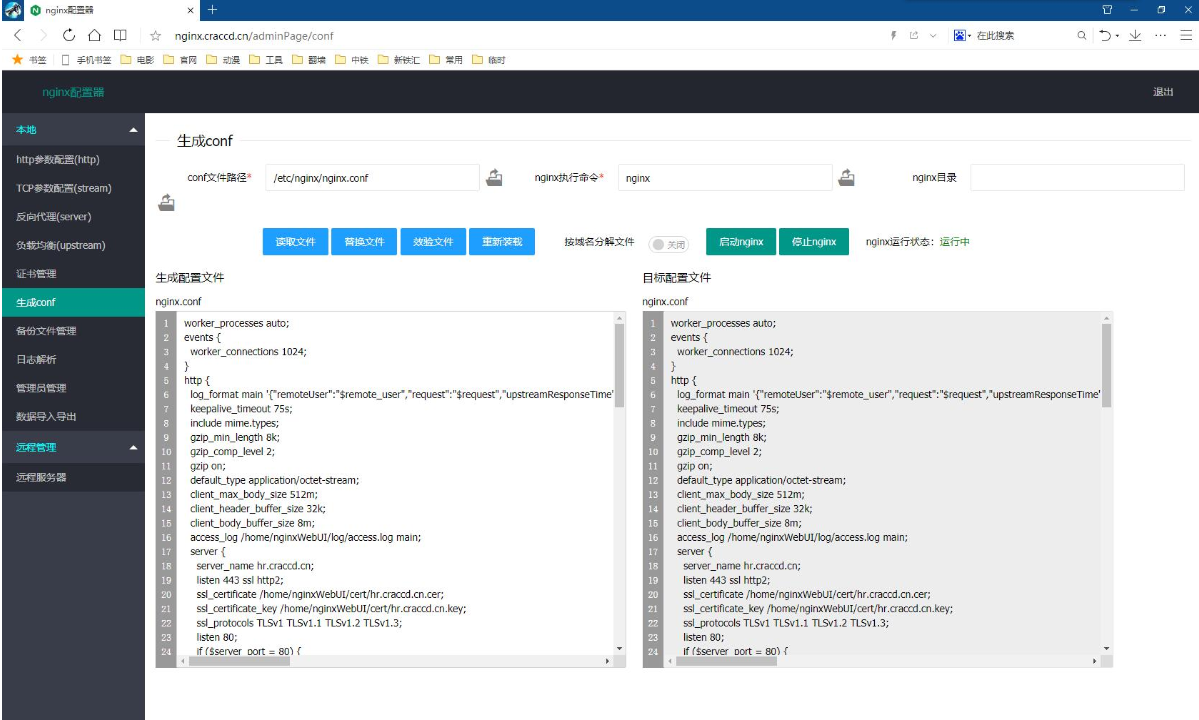 nginx配置器
nginx.craccd.cn/adminPage/conf
在此搜索
书签 手机书签 电影 官网 动漫 工具 翻墙 中铁 新铁汇 常用 临时
nginx配置器 退出
本地
http参数配置(http)
TCP参数配置(stream)
反向代理(server)
负载均衡(upstream)
证书管理
生成conf
备份文件管理
日志解析
管理员管理
数据导入导出
远程管理
远程服务器
生成conf
conf文件路径* /etc/nginx/nginx.conf nginx执行命令* nginx nginx目录
读取文件 替换文件 效验文件 重新装载 按域名分解文件 关闭 启动nginx 停止nginx nginx运行状态：运行中
生成配置文件
nginx.conf
1 worker_processes auto;
2 events {
3 worker_connections 1024;
4 }
5 http {
6 log_format main '{"remoteUser":"$remote_user","request":"$request","upstreamResponseTime"
7 keepalive_timeout 75s;
8 include mime.types;
9 gzip_min_length 8k;
10 gzip_comp_level 2;
11 gzip on;
12 default_type application/octet-stream;
13 client_max_body_size 512m;
14 client_header_buffer_size 32k;
15 client_body_buffer_size 8m;
16 access_log /home/nginxWebUI/log/access.log main;
17 server {
18 server_name hr.craccd.cn;
19 listen 443 ssl http2;
20 ssl_certificate /home/nginxWebUI/cert/hr.craccd.cn.cer;
21 ssl_certificate_key /home/nginxWebUI/cert/hr.craccd.cn.key;
22 ssl_protocols TLSv1 TLSv1.1 TLSv1.2 TLSv1.3;
23 listen 80;
24 if ($server_port = 80) {
目标配置文件
nginx.conf
1 worker_processes auto;
2 events {
3 worker_connections 1024;
4 }
5 http {
6 log_format main '{"remoteUser":"$remote_user","request":"$request","upstreamResponseTime"
7 keepalive_timeout 75s;
8 include mime.types;
9 gzip_min_length 8k;
10 gzip_comp_level 2;
11 gzip on;
12 default_type application/octet-stream;
13 client_max_body_size 512m;
14 client_header_buffer_size 32k;
15 client_body_buffer_size 8m;
16 access_log /home/nginxWebUI/log/access.log main;
17 server {
18 server_name hr.craccd.cn;
19 listen 443 ssl http2;
20 ssl_certificate /home/nginxWebUI/cert/hr.craccd.cn.cer;
21 ssl_certificate_key /home/nginxWebUI/cert/hr.craccd.cn.key;
22 ssl_protocols TLSv1 TLSv1.1 TLSv1.2 TLSv1.3;
23 listen 80;
24 if ($server_port = 80) {